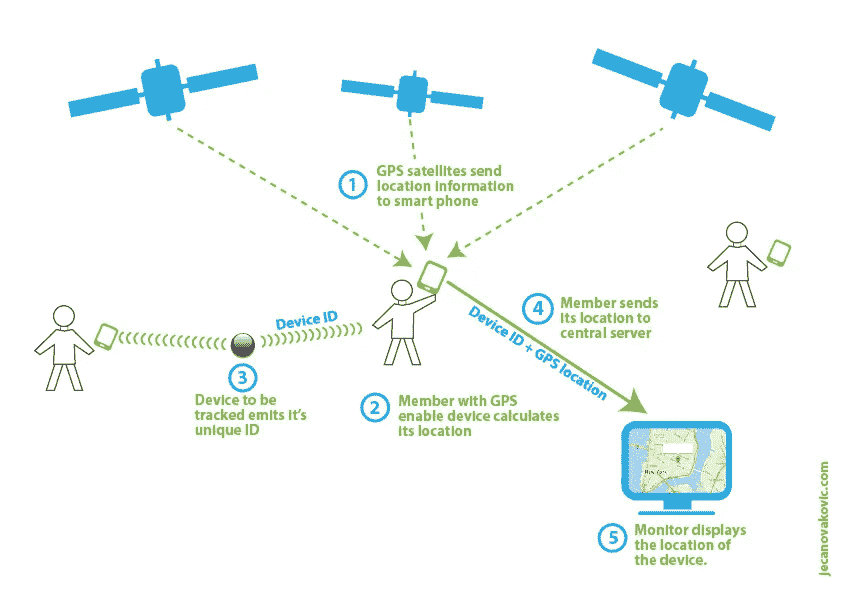 1
GPS satellites send
location information
to smart phone
Device ID
3
Device to be
tracked emits it's
unique ID
2
Member with GPS
enable device calculates
its location
4
Member sends
Its location to
central server
Device ID + GPS location
New York
5
Monitor displays
the location of
the device.
Jecanovakovic.com